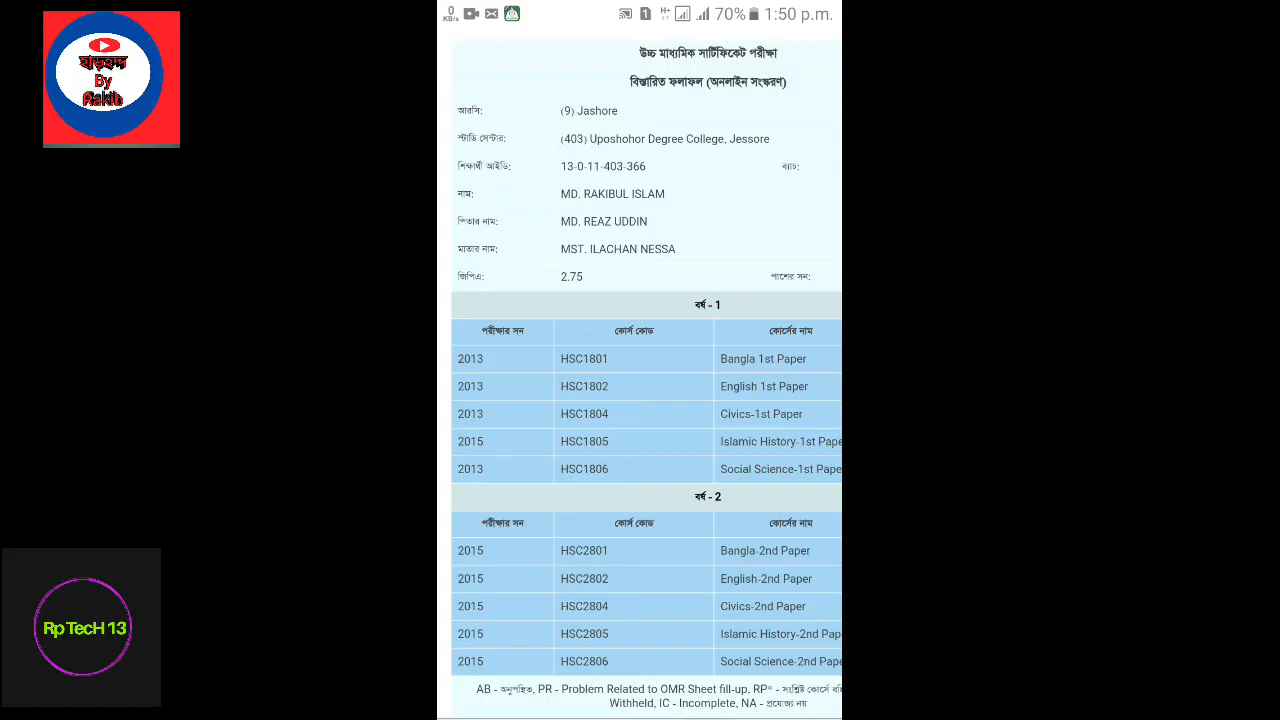 0
KB/s
H+
1
70%
1:50 p.m.
হাড়হদ্দ
By
Rakib
উচ্চ মাধ্যমিক সার্টিফিকেট পরীক্ষা
বিস্তারিত ফলাফল (অনলাইন সংস্করণ)
আরসি: (9) Jashore
স্টাডি সেন্টার: (403) Uposhohor Degree College, Jessore
শিক্ষার্থী আইডি: 13-0-11-403-366 ব্যাচ:
নাম: MD. RAKIBUL ISLAM
পিতার নাম: MD. REAZ UDDIN
মাতার নাম: MST. ILACHAN NESSA
জিপিএ: 2.75 পাশের সন:
বর্ষ - 1
পরীক্ষার সন কোর্স কোড কোর্সের নাম
2013 HSC1801 Bangla 1st Paper
2013 HSC1802 English 1st Paper
2013 HSC1804 Civics-1st Paper
2015 HSC1805 Islamic History-1st Pape
2013 HSC1806 Social Science-1st Pape
বর্ষ - 2
পরীক্ষার সন কোর্স কোড কোর্সের নাম
2015 HSC2801 Bangla-2nd Paper
2015 HSC2802 English-2nd Paper
2015 HSC2804 Civics-2nd Paper
2015 HSC2805 Islamic History-2nd Pap
2015 HSC2806 Social Science-2nd Pape
AB - অনুপস্থিত, PR - Problem Related to OMR Sheet fill-up, RP* - সংশ্লিষ্ট কোর্সে
Withheld, IC - Incomplete, NA - প্রযোজ্য নয়
Rp TecH 13